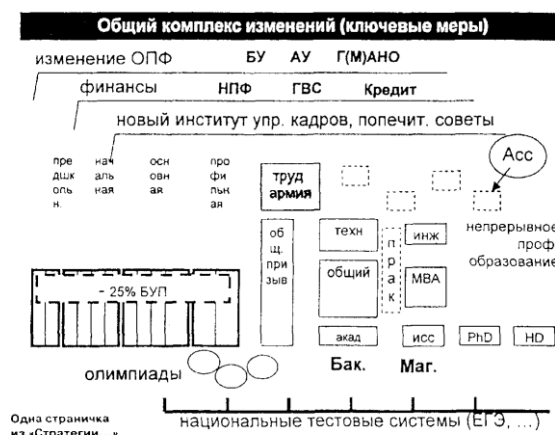 Общий комплекс изменений (ключевые меры)
изменение ОПФ БУ АУ Г(М)АНО
финансы НПФ ГВС Кредит
новый институт упр. кадров, попечит. советы
Асс
пре
дшк
оль
н.
нач
аль
ная
осн
овн
ая
про
фи
льн
ая
труд
армия
общ.
при
зыв
техн
общий
акад
п
р
а
к
инж
МВА
исс
PhD
HD
непрерывное
проф.
образование
- 25% БУП
Бак. Маг.
олимпиады
национальные тестовые системы (ЕГЭ, ...)
Одна страничка
из «Стратегии...»